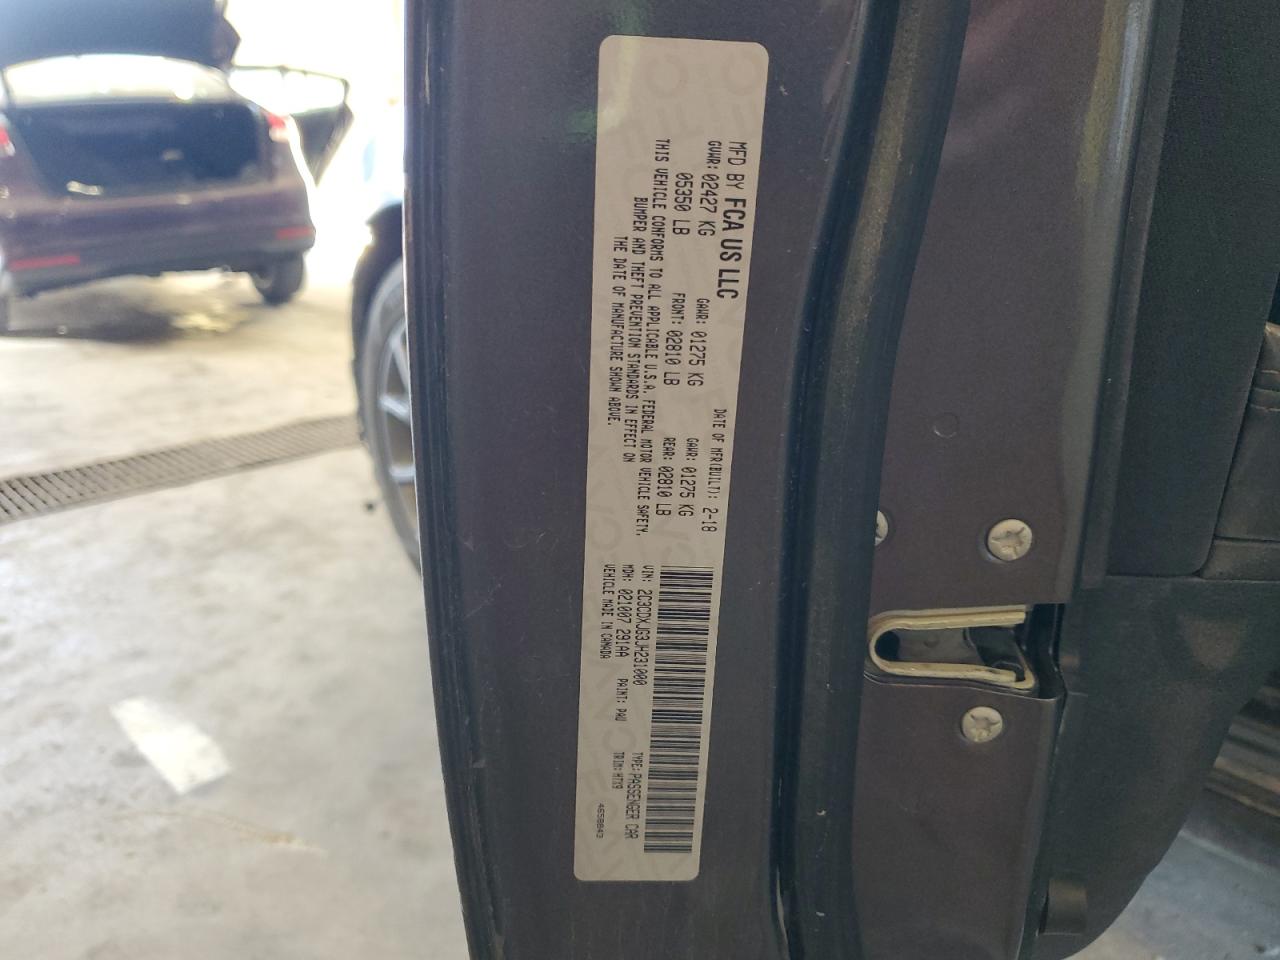 MFD BY FCA US LLC
DATE OF MFR(BUILT): 2-18
GVWR: 02427 KG
05350 LB
GAWR: 01275 KG
FRONT: 02810 LB
GAWR: 01275 KG
REAR: 02810 LB
THIS VEHICLE CONFORMS TO ALL APPLICABLE U.S.A. FEDERAL MOTOR VEHICLE SAFETY,
BUMPER AND THEFT PREVENTION STANDARDS IN EFFECT ON
THE DATE OF MANUFACTURE SHOWN ABOVE.
VIN: 2C3CDXJG3JH231000
TYPE: PASSENGER CAR
MDH: 021007 291AA
PAINT: PAU
TRIM: HTX9
VEHICLE MADE IN CANADA
4658843